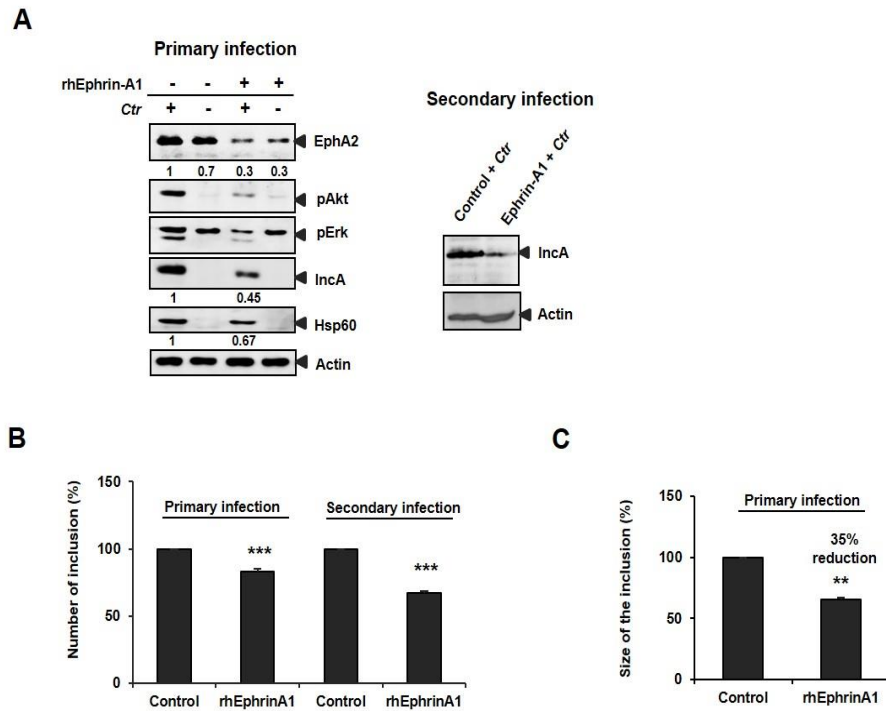 A
Primary infection
rhEphrin-A1 - - + +
Ctr + - + -
EphA2
1 0.7 0.3 0.3
pAkt
pErk
IncA
1 0.45
Hsp60
1 0.67
Actin
Secondary infection
Control + Ctr
Ephrin-A1 + Ctr
IncA
Actin
B
Number of inclusion (%)
150
100
50
0
Primary infection
Secondary infection
***
***
Control rhEphrinA1 Control rhEphrinA1
C
Size of the inclusion (%)
150
100
50
0
Primary infection
35%
reduction
**
Control rhEphrinA1